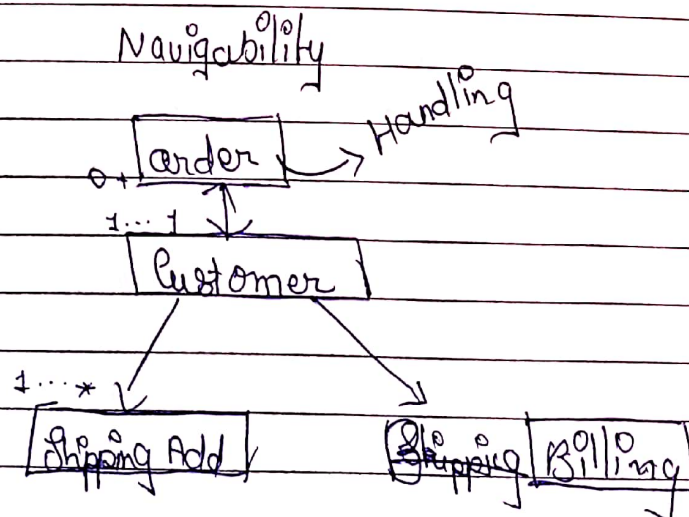 Navigability
Handling
order
0 +
1... 1
Customer
1...*
Shipping Add
Shipping Billing